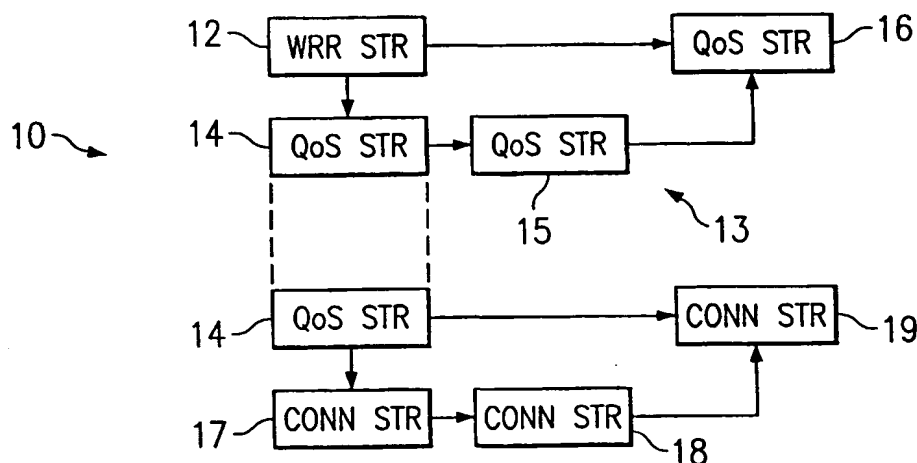 12 WRR STR QoS STR 16
10 14 QoS STR QoS STR
15 13
14 QoS STR CONN STR 19
17 CONN STR CONN STR 18